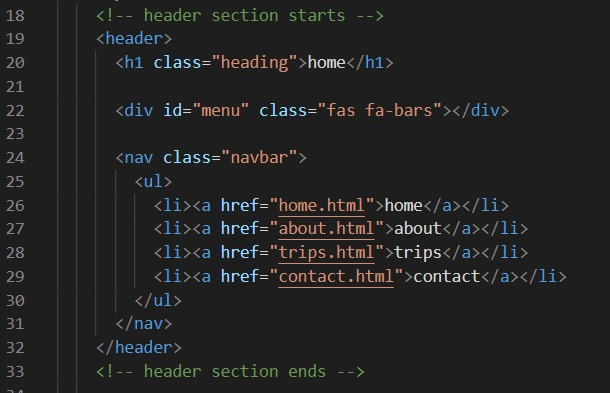 18 <!-- header section starts -->
19 <header>
20 <h1 class="heading">home</h1>
21
22 <div id="menu" class="fas fa-bars"></div>
23
24 <nav class="navbar">
25 <ul>
26 <li><a href="home.html">home</a></li>
27 <li><a href="about.html">about</a></li>
28 <li><a href="trips.html">trips</a></li>
29 <li><a href="contact.html">contact</a></li>
30 </ul>
31 </nav>
32 </header>
33 <!-- header section ends -->